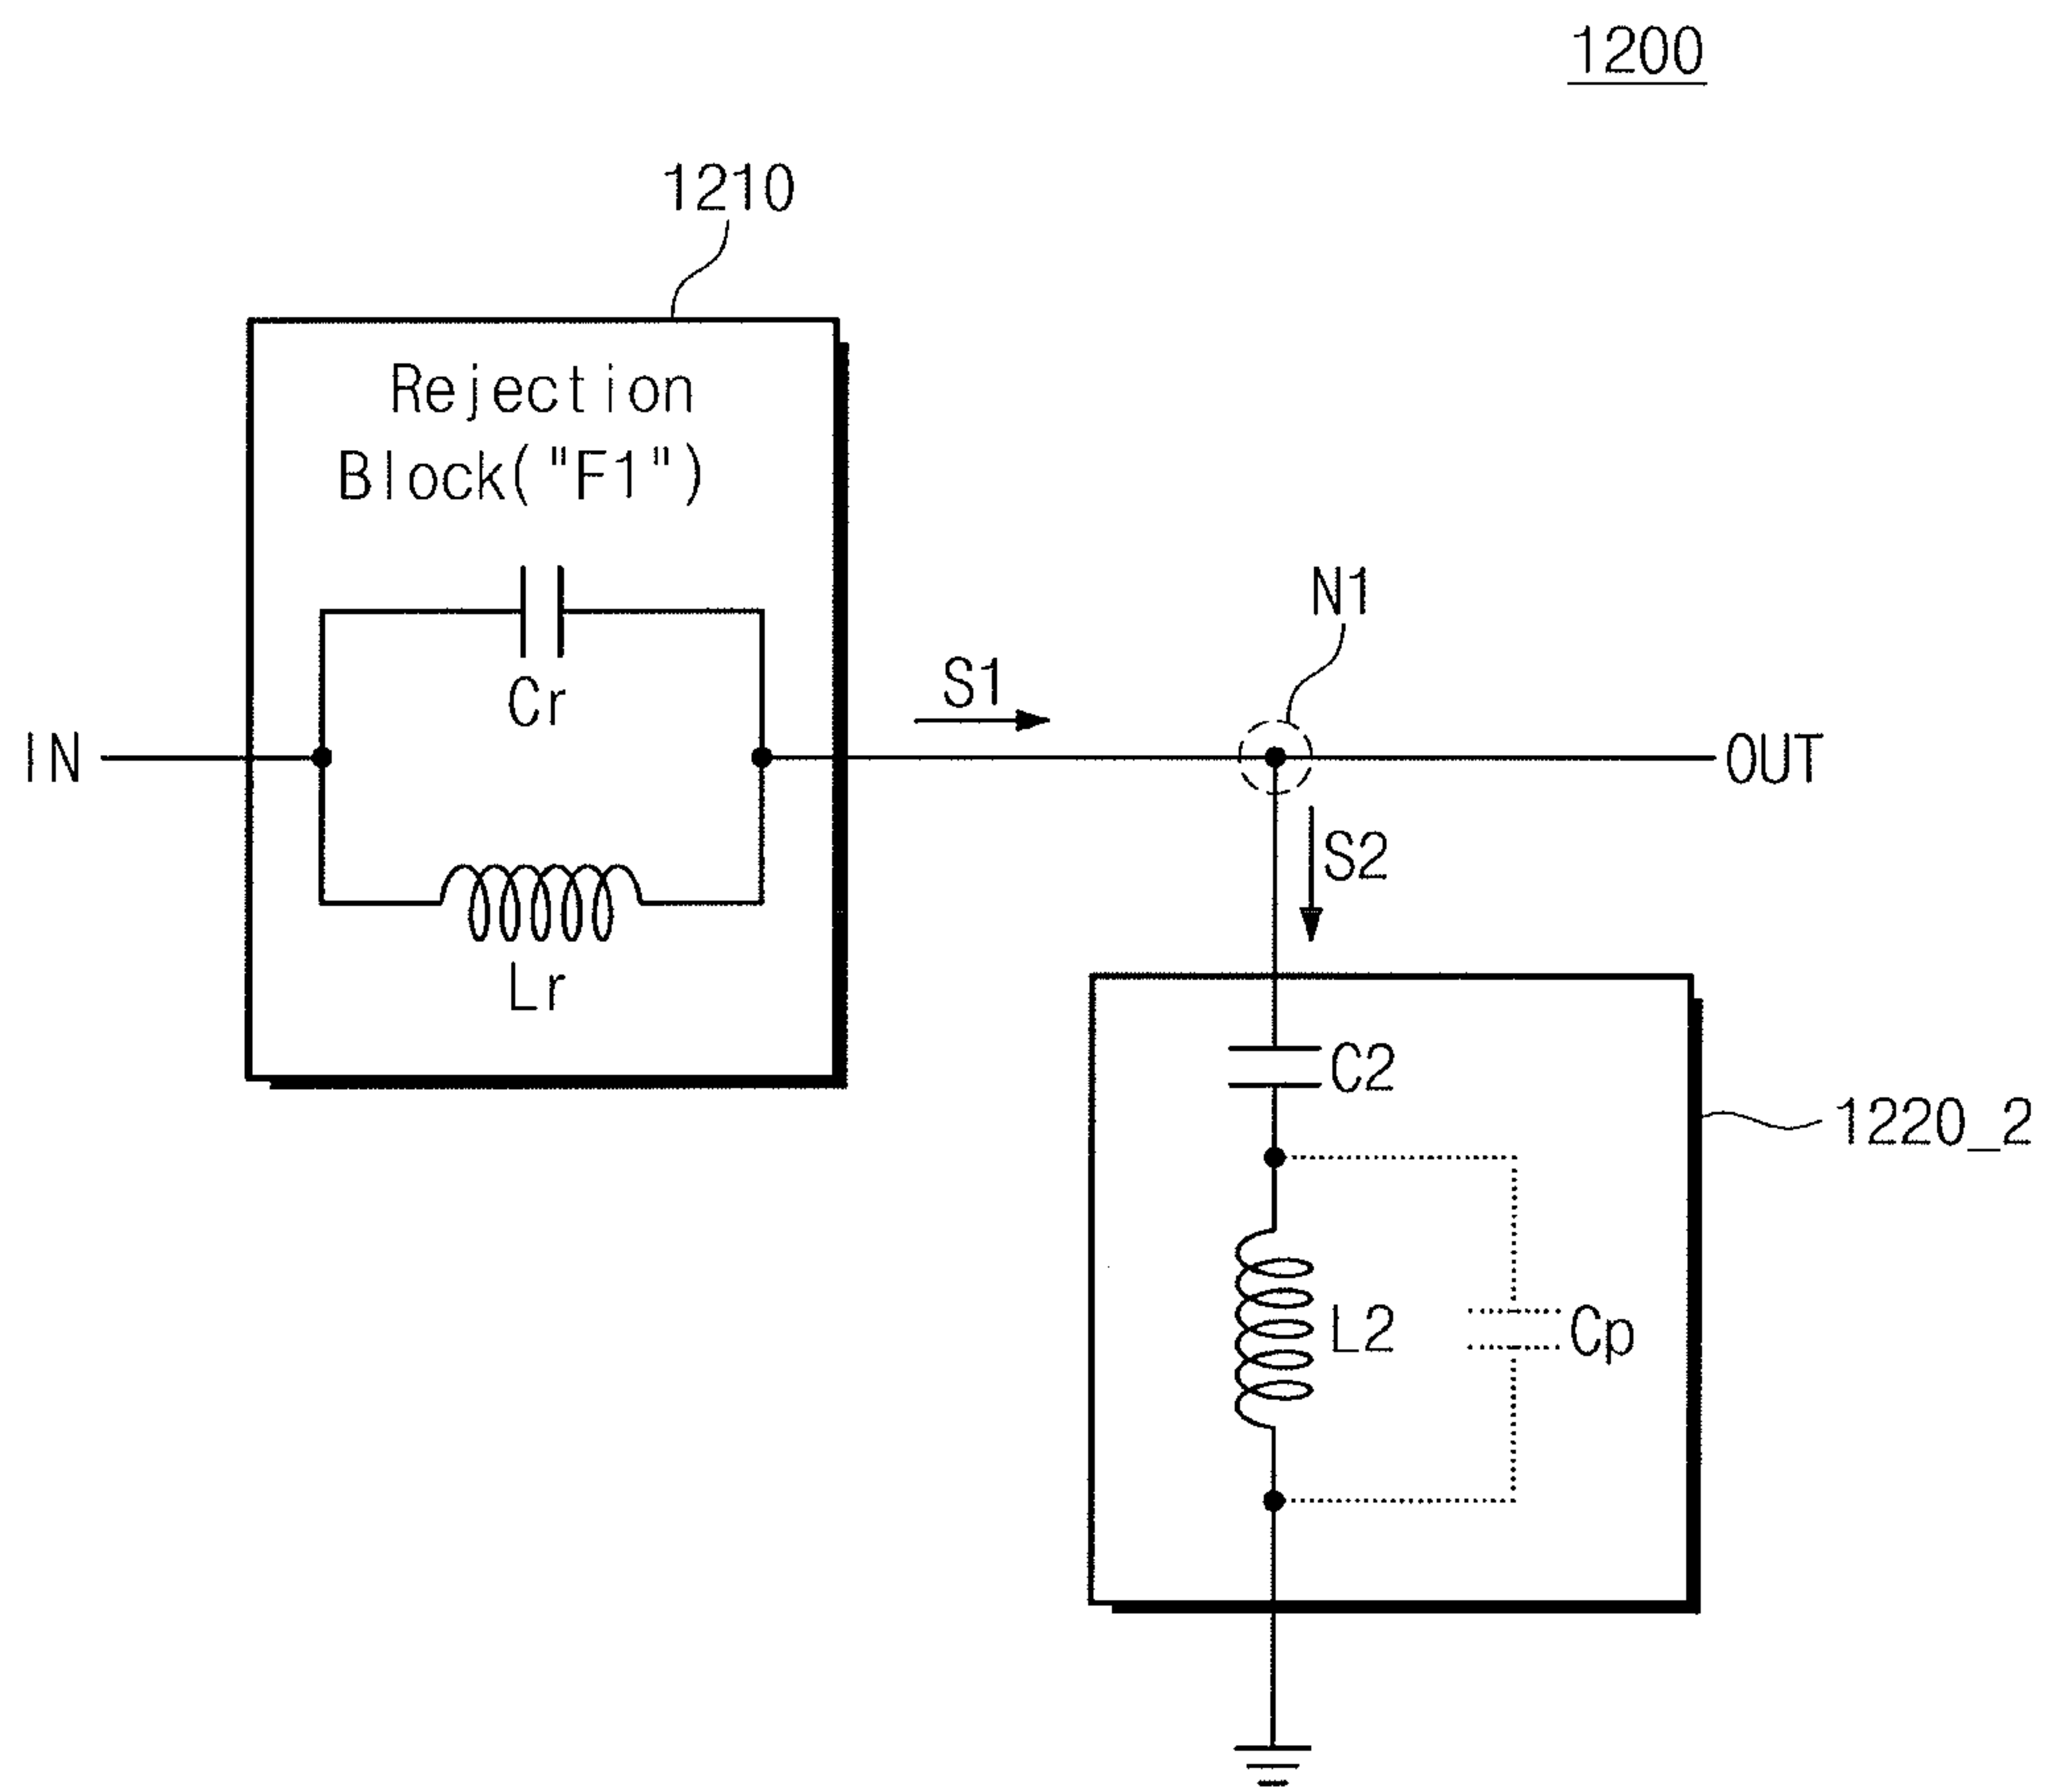 1200
1210
Rejection
Block("F1")
N1
S1
Cr
IN
OUT
S2
Lr
C2
1220_2
L2
Cp